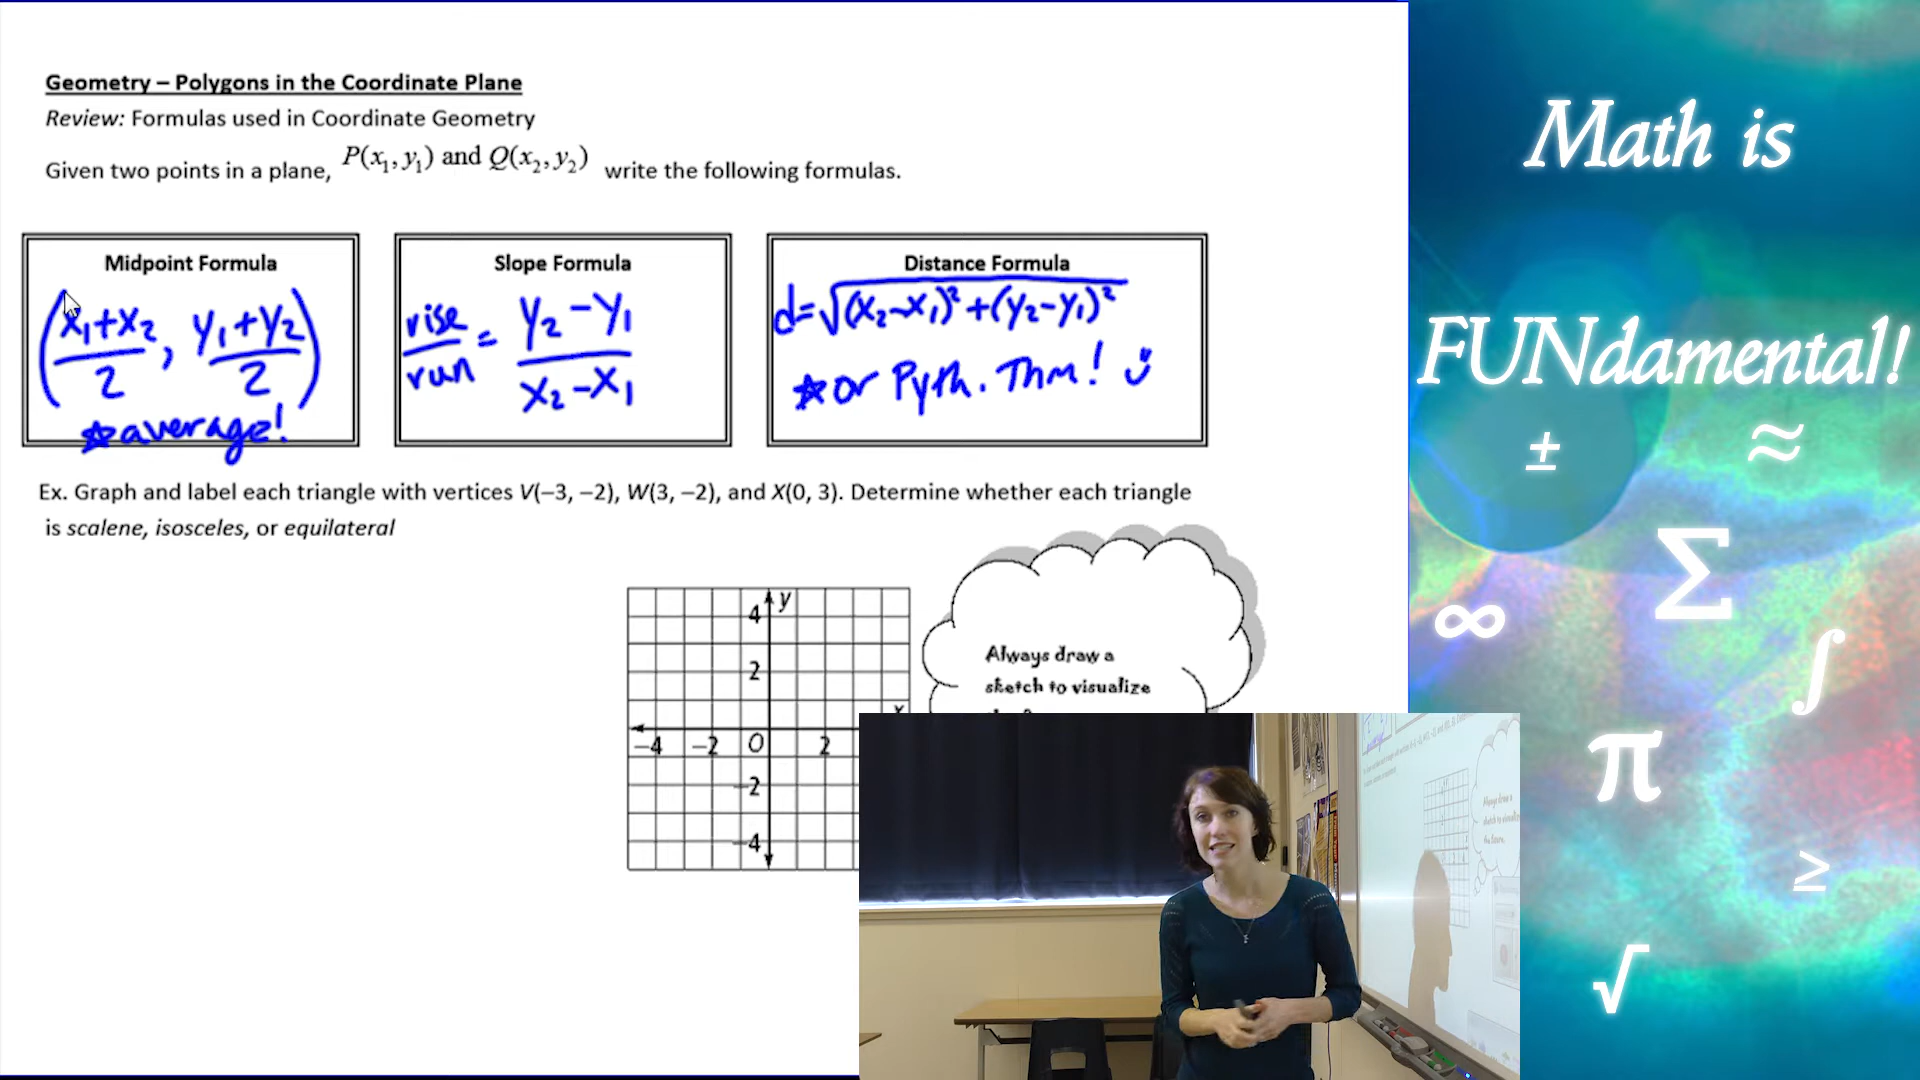 Geometry – Polygons in the Coordinate Plane
Review: Formulas used in Coordinate Geometry
Given two points in a plane, P(x₁, y₁) and Q(x₂, y₂) write the following formulas.
Midpoint Formula
(x₁+x₂/2, y₁+y₂/2)
☆average!
Slope Formula
rise/run = y₂-y₁/x₂-x₁
Distance Formula
d=√(x₂-x₁)²+(y₂-y₁)²
☆or Pyth. Thm!
Ex. Graph and label each triangle with vertices V(–3, –2), W(3, –2), and X(0, 3). Determine whether each triangle
is scalene, isosceles, or equilateral
4 y
2
x
–4 –2 O 2
–2
–4
Always draw a
sketch to visualize
Math is
FUNdamental!
± ≈
Σ
∞
∫
π
≥
√